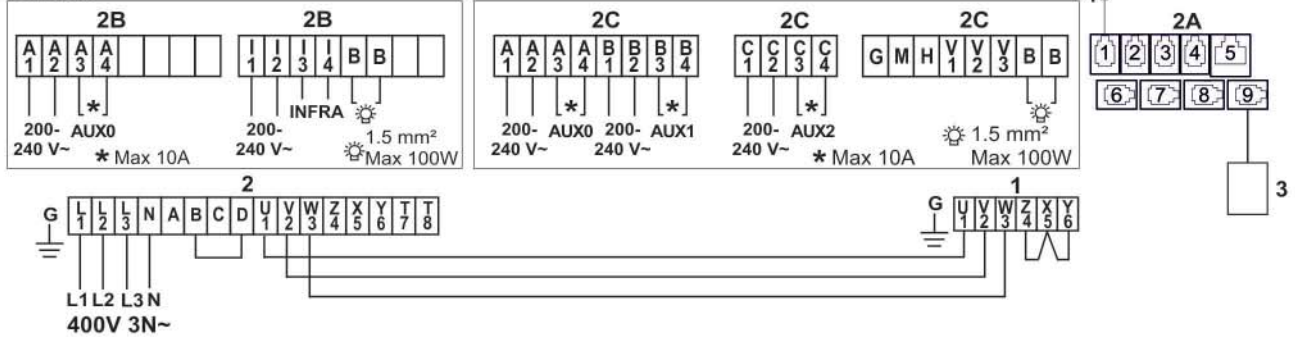 2B 2B 2C 2C 2C 2A
A1 A2 A3 A4
I1 I2 I3 I4 B B
A1 A2 A3 A4 B1 B2 B3 B4
C1 C2 C3 C4
G M H V1 V2 V3 B B
1 2 3 4 5
6 7 8 9
* AUX0
200-240 V~
* Max 10A
INFRA
200-240 V~
1.5 mm²
Max 100W
* AUX0
200-240 V~
* AUX1
200-240 V~
* AUX2
200-240 V~
* Max 10A
1.5 mm²
Max 100W
3
2
G L1 L2 L3 N A B C D U1 V2 W3 Z4 X5 Y6 T7 T8
L1 L2 L3 N
400V 3N~
1
G U1 V2 W3 Z4 X5 Y6